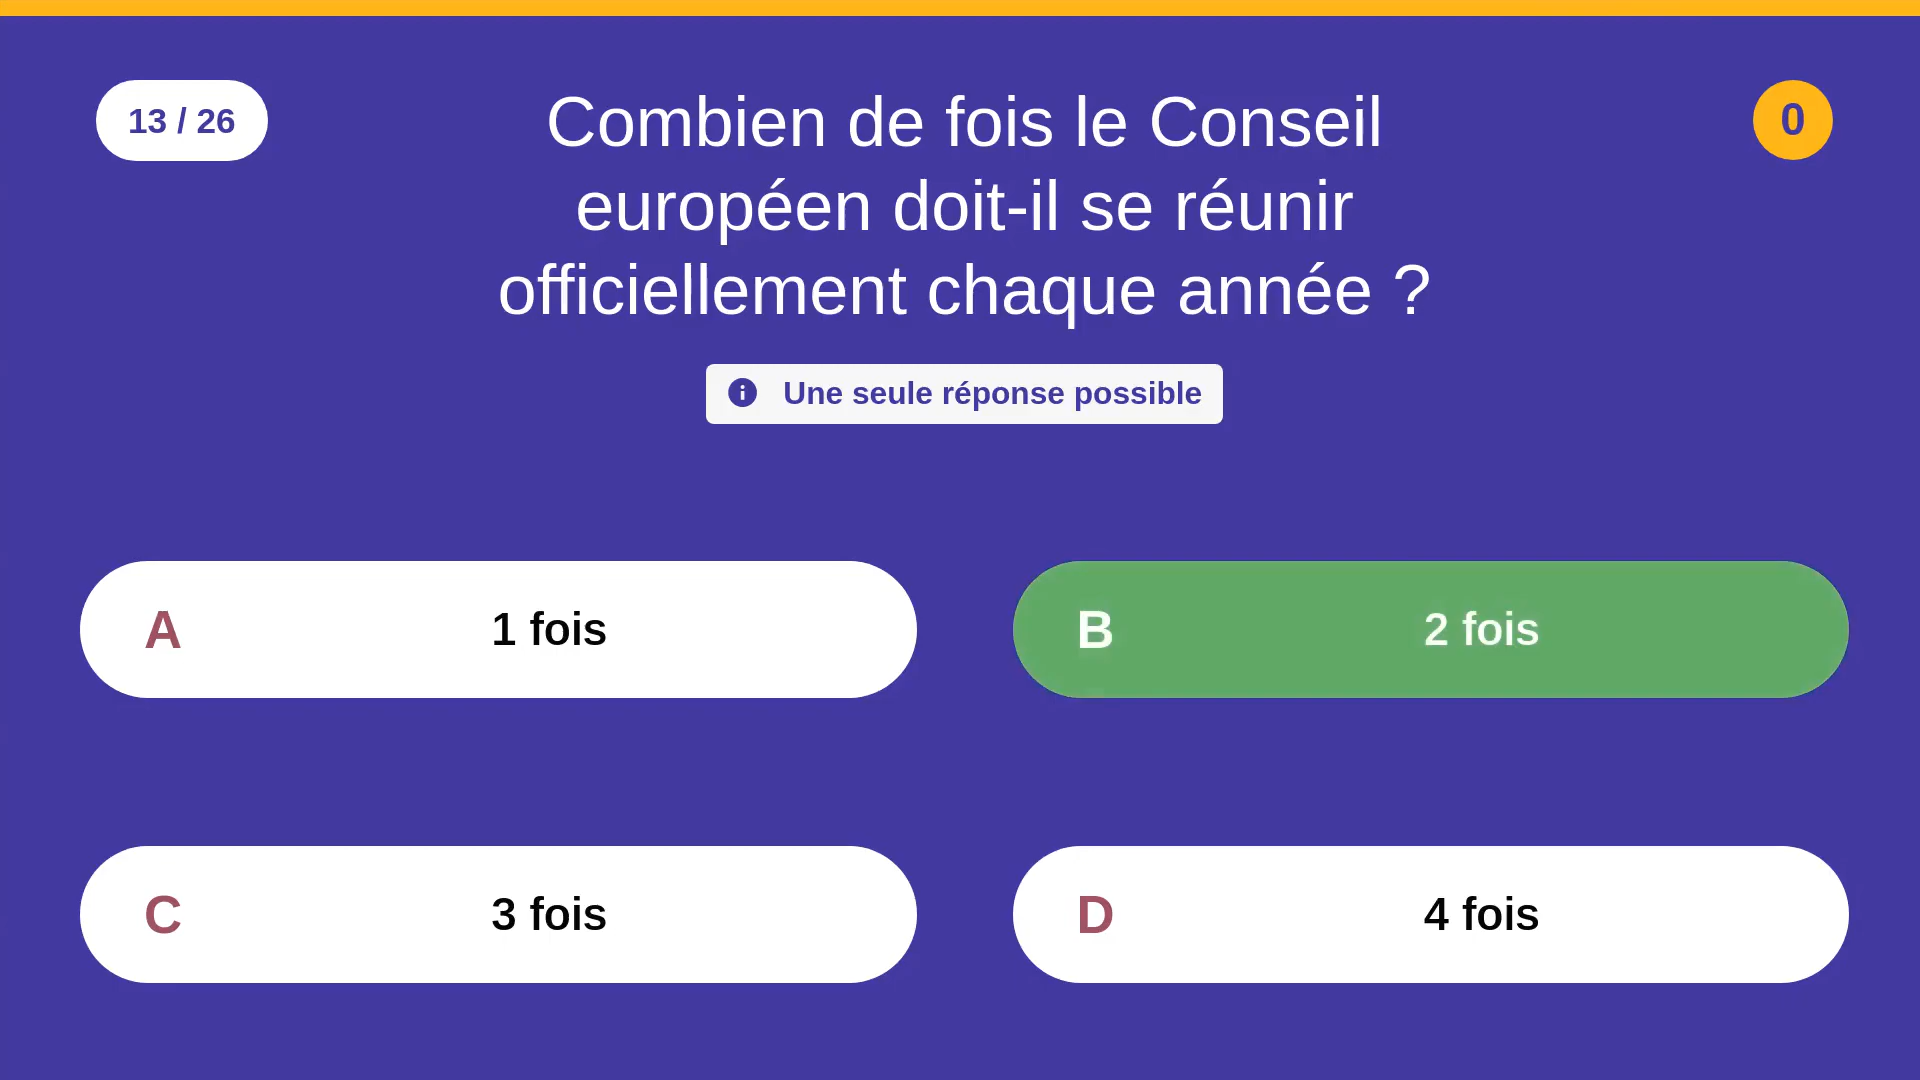 13 / 26
Combien de fois le Conseil
européen doit-il se réunir
officiellement chaque année ?
0
Une seule réponse possible
A 1 fois
B 2 fois
C 3 fois
D 4 fois